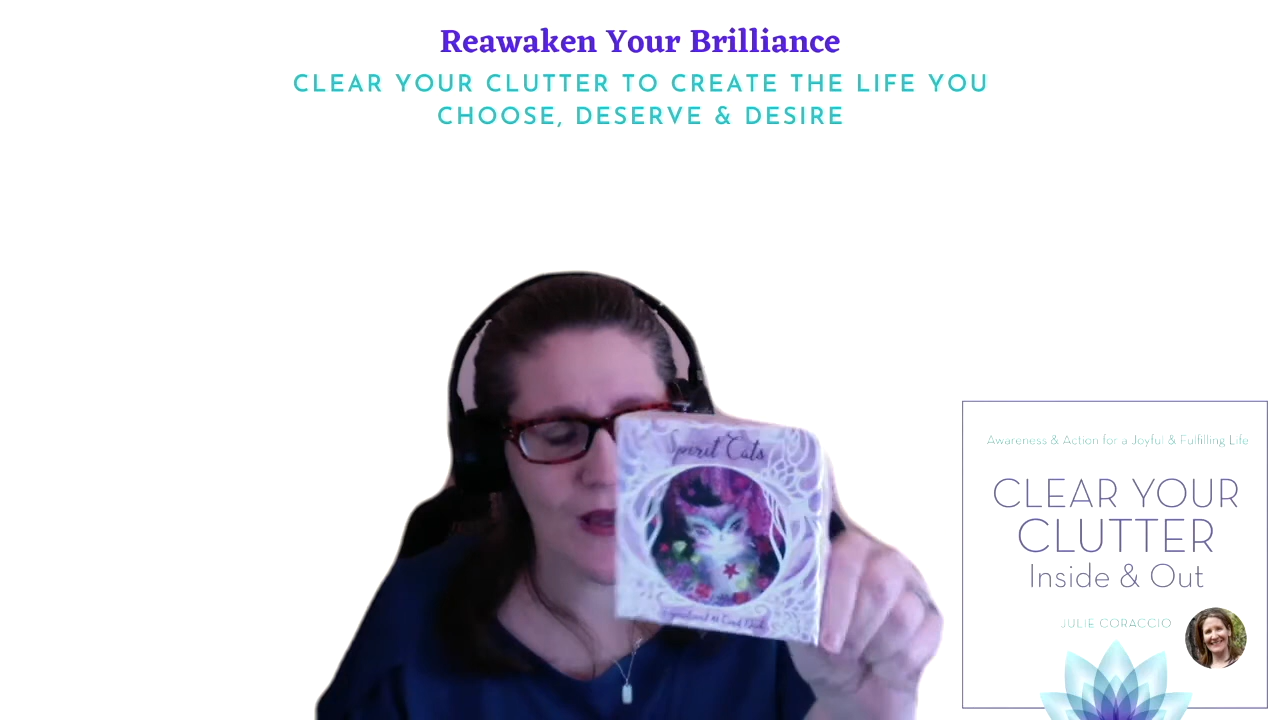 Reawaken Your Brilliance
CLEAR YOUR CLUTTER TO CREATE THE LIFE YOU
CHOOSE, DESERVE & DESIRE
Spirit Cats
Awareness & Action for a Joyful & Fulfilling Life
CLEAR YOUR
CLUTTER
Inside & Out
JULIE CORACCIO